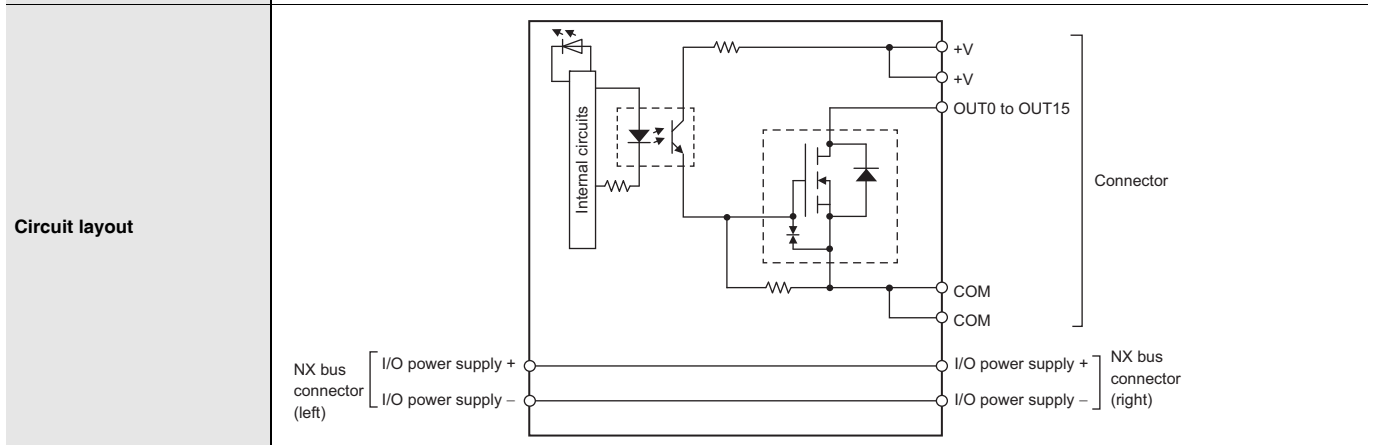 Circuit layout
Internal circuits
+V
+V
OUT0 to OUT15
Connector
COM
COM
NX bus
connector
(left)
I/O power supply +
I/O power supply –
I/O power supply +
I/O power supply –
NX bus
connector
(right)